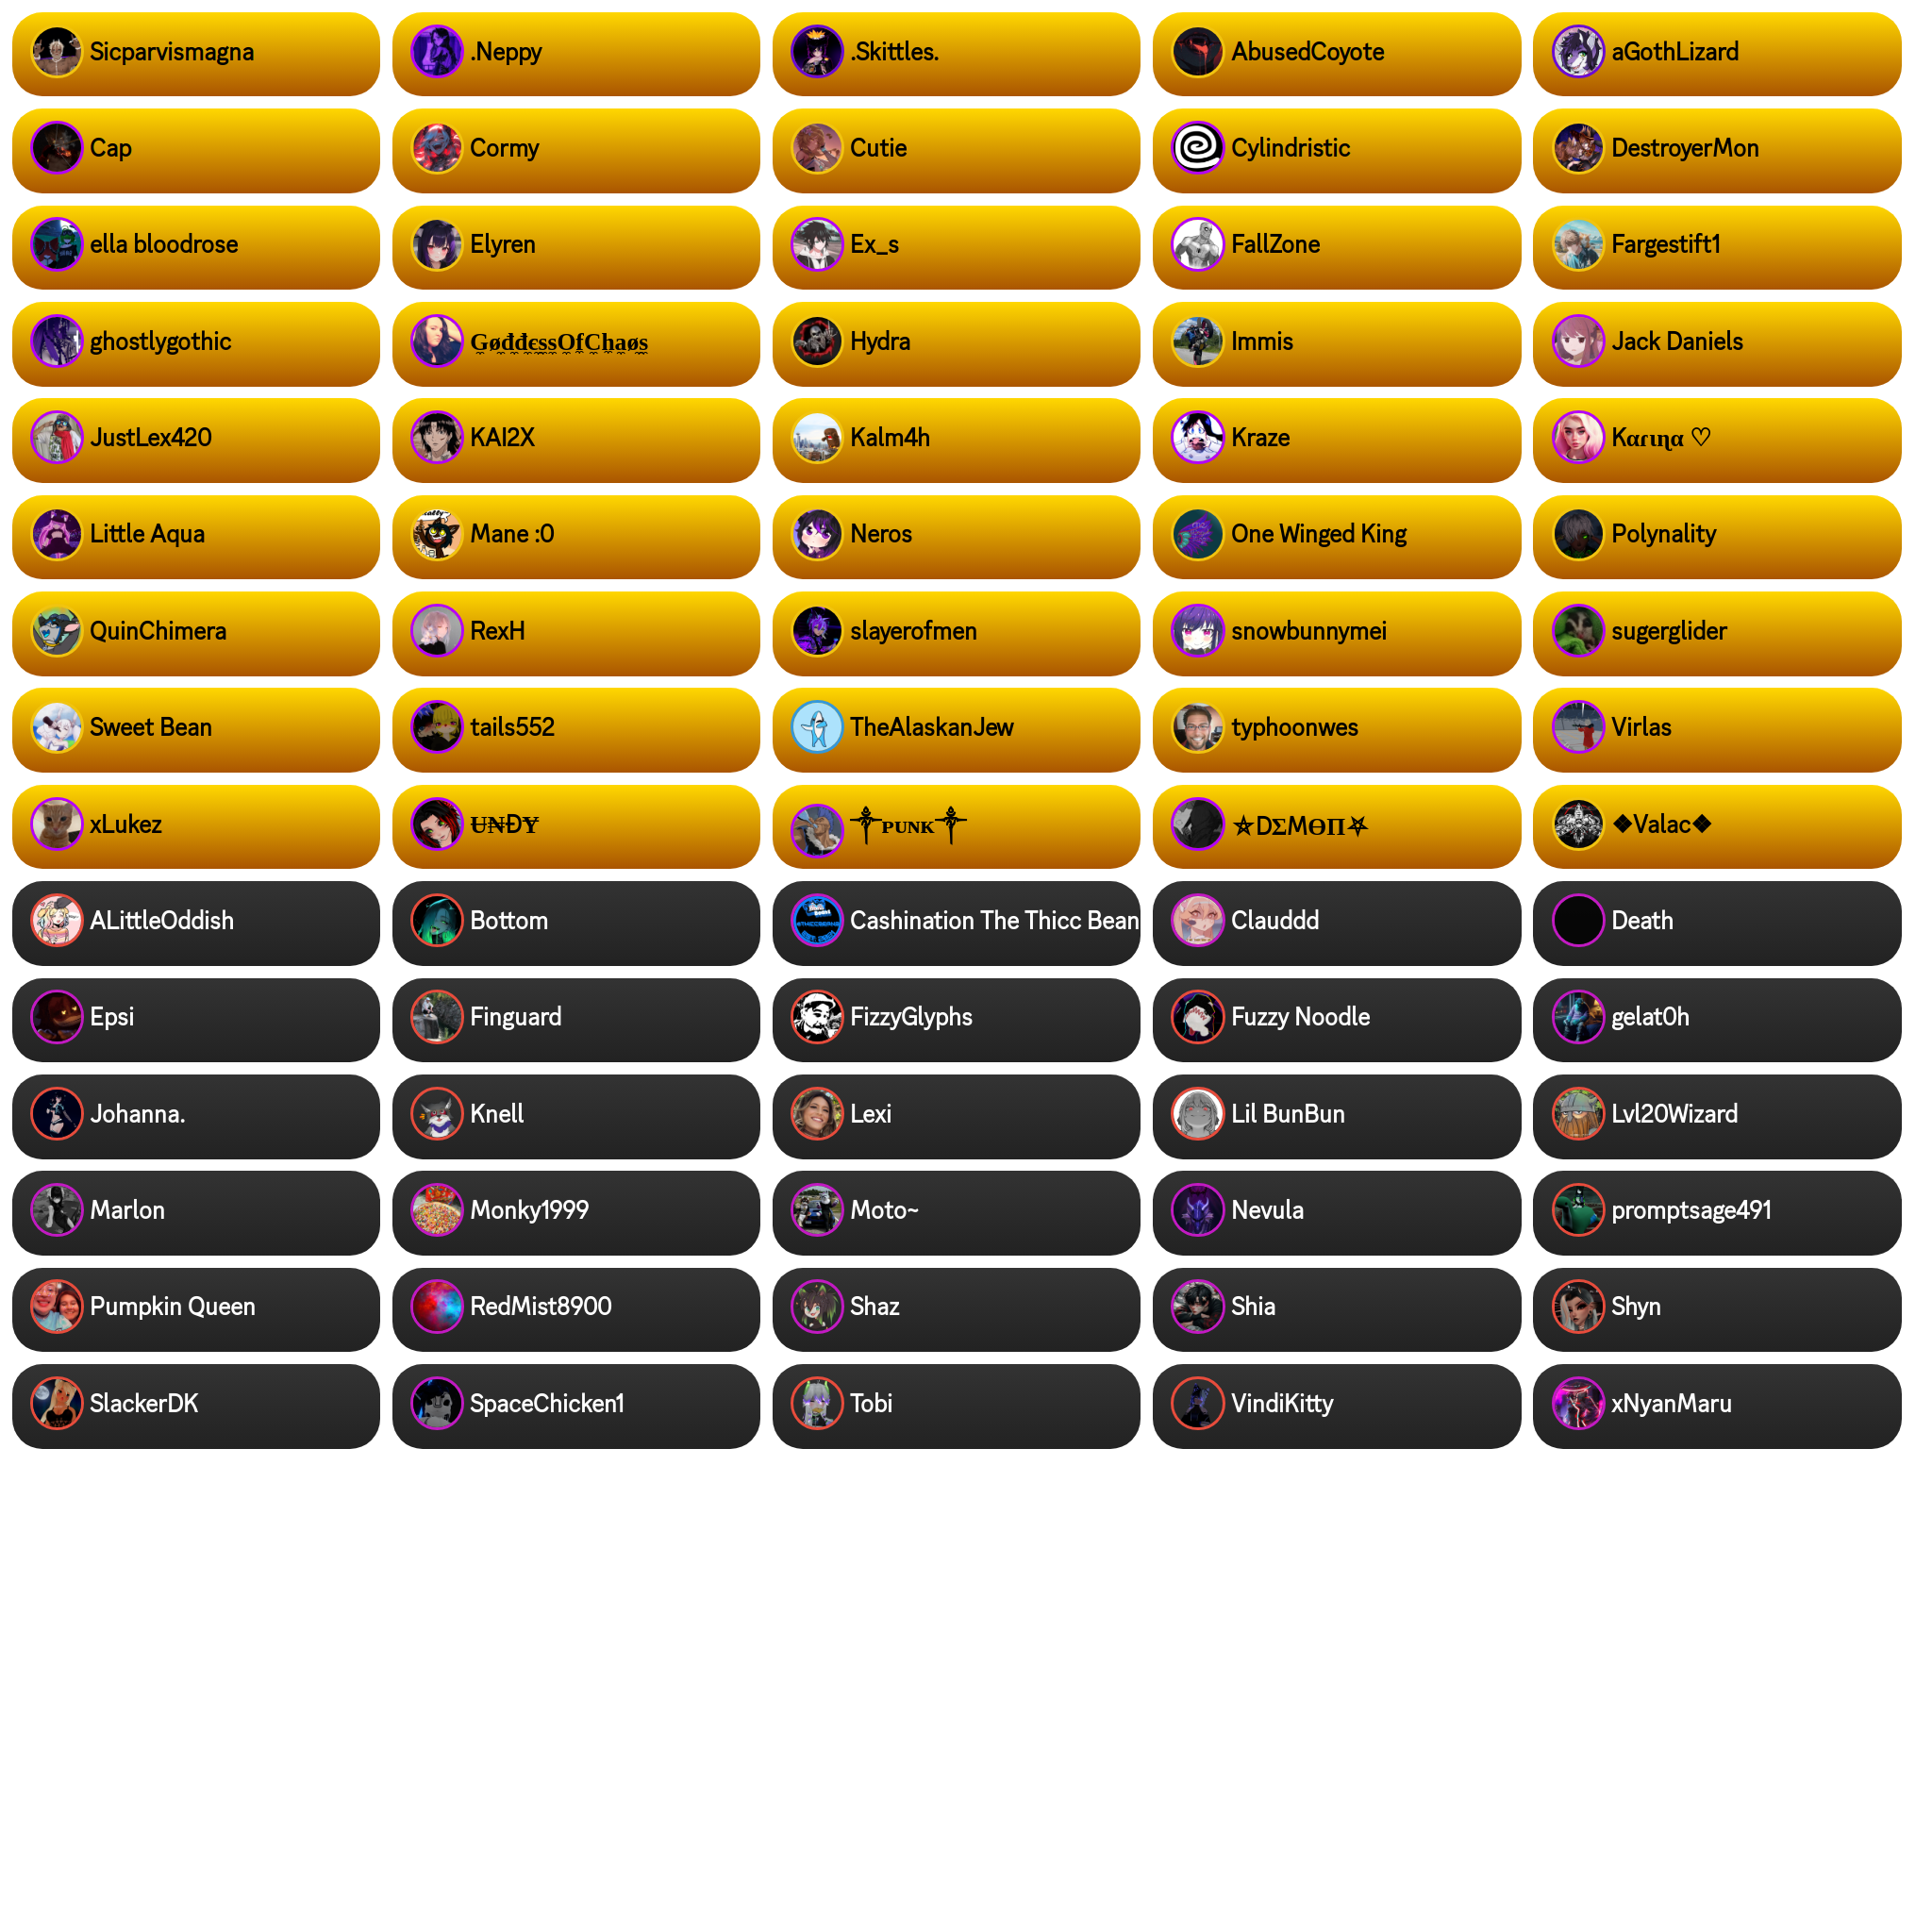 Sicparvismagna
.Neppy
.Skittles.
AbusedCoyote
aGothLizard
Cap
Cormy
Cutie
Cylindristic
DestroyerMon
ella bloodrose
Elyren
Ex_s
FallZone
Fargestift1
ghostlygothic
G̫ø̫đ̫đ̫є̫s̫s̫O̫f̫C̫h̫a̫ø̫s̫
Hydra
Immis
Jack Daniels
JustLex420
KAI2X
Kalm4h
Kraze
Kαɾιɳα ♡
Little Aqua
Mane :0
Neros
One Winged King
Polynality
QuinChimera
RexH
slayerofmen
snowbunnymei
sugerglider
Sweet Bean
tails552
TheAlaskanJew
typhoonwes
Virlas
xLukez
U̶N̶ÐY̶
༒ᴘᴜɴᴋ༒
⛤DΣMӨП⛧
❖Valac❖
ALittleOddish
Bottom
Cashination The Thicc Bean
Clauddd
Death
Epsi
Finguard
FizzyGlyphs
Fuzzy Noodle
gelat0h
Johanna.
Knell
Lexi
Lil BunBun
Lvl20Wizard
Marlon
Monky1999
Moto~
Nevula
promptsage491
Pumpkin Queen
RedMist8900
Shaz
Shia
Shyn
SlackerDK
SpaceChicken1
Tobi
VindiKitty
xNyanMaru